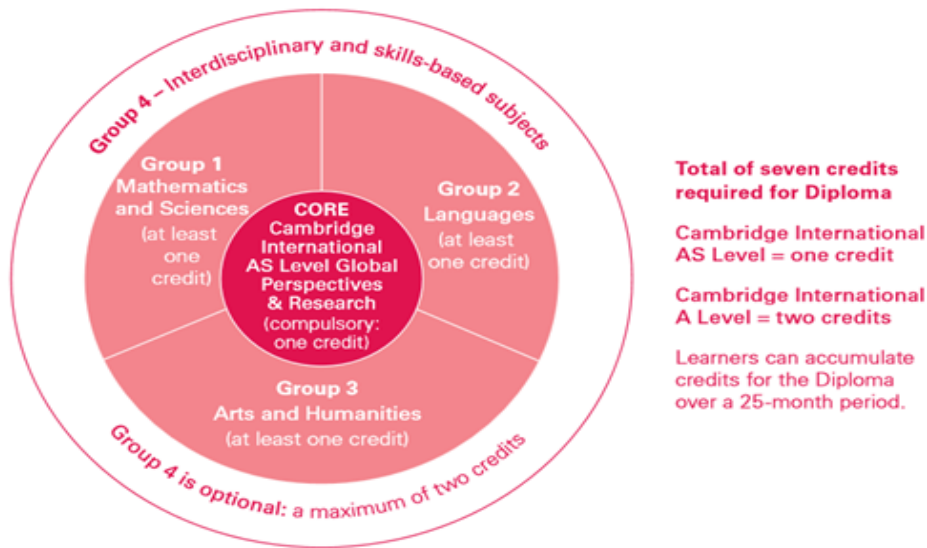 Group 4 – Interdisciplinary and skills-based subjects
Group 1
Mathematics
and Sciences
(at least
one
credit)
Group 2
Languages
(at least
one credit)
CORE
Cambridge
International
AS Level Global
Perspectives
& Research
(compulsory:
one credit)
Group 3
Arts and Humanities
(at least one credit)
Group 4 is optional: a maximum of two credits
Total of seven credits
required for Diploma
Cambridge International
AS Level = one credit
Cambridge International
A Level = two credits
Learners can accumulate
credits for the Diploma
over a 25-month period.